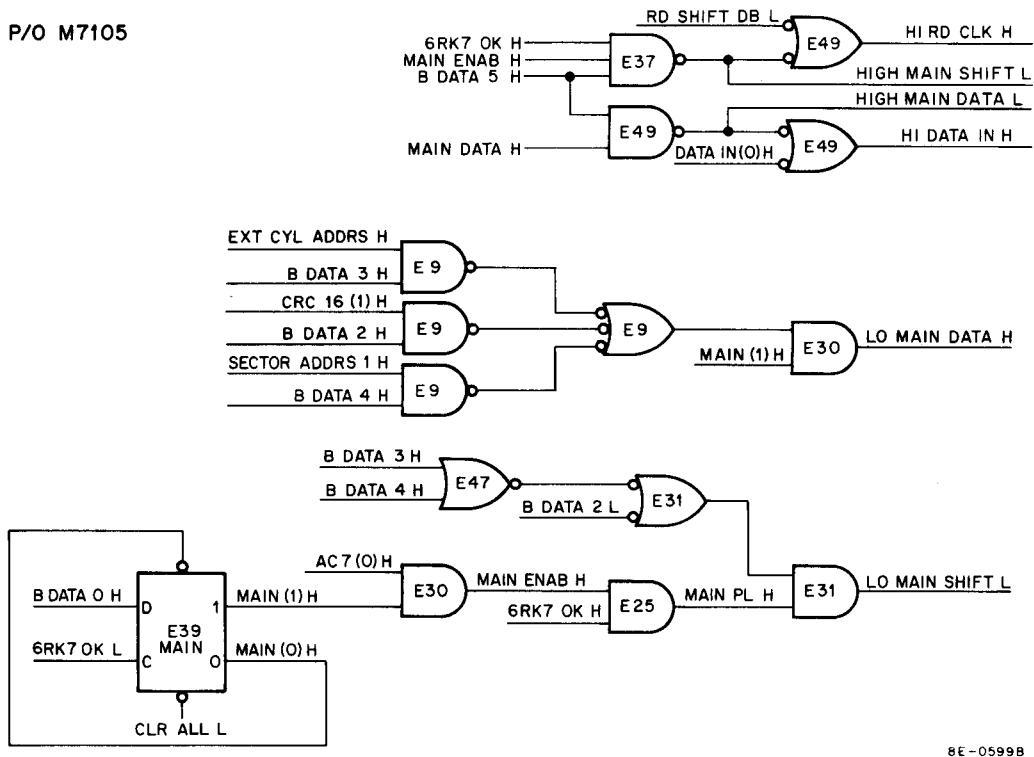 P/O M7105
RD SHIFT DB L
E49
HI RD CLK H
6RK7 OK H
MAIN ENAB H
B DATA 5 H
E37
HIGH MAIN SHIFT L
HIGH MAIN DATA L
E49
MAIN DATA H
DATA IN(0)H
E49
HI DATA IN H
EXT CYL ADDRS H
B DATA 3 H
E9
CRC 16 (1) H
B DATA 2 H
E9
SECTOR ADDRS 1 H
B DATA 4 H
E9
E9
MAIN (1) H
E30
LO MAIN DATA H
B DATA 3 H
B DATA 4 H
E47
B DATA 2 L
E31
AC7 (0) H
E30
MAIN ENAB H
6RK7 OK H
E25
MAIN PL H
E31
LO MAIN SHIFT L
B DATA 0 H
D
1
MAIN (1) H
E39
MAIN
6RK7 OK L
C
0
MAIN (0) H
CLR ALL L
8E-0599B